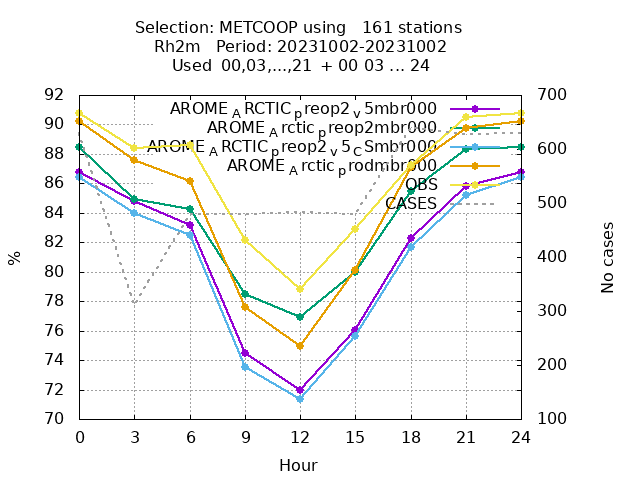 Selection: METCOOP using   161 stations
Rh2m   Period: 20231002-20231002
Used  00,03,...,21  + 00 03 ... 24
92
90
88
86
84
82
80
78
76
74
72
70
%
AROME_ARCTIC_preop2_v5mbr000
AROME_Arctic_preop2mbr000
AROME_ARCTIC_preop2_v5_CSmbr000
AROME_Arctic_prodmbr000
OBS
CASES
700
600
500
400
300
200
100
No cases
0 3 6 9 12 15 18 21 24
Hour